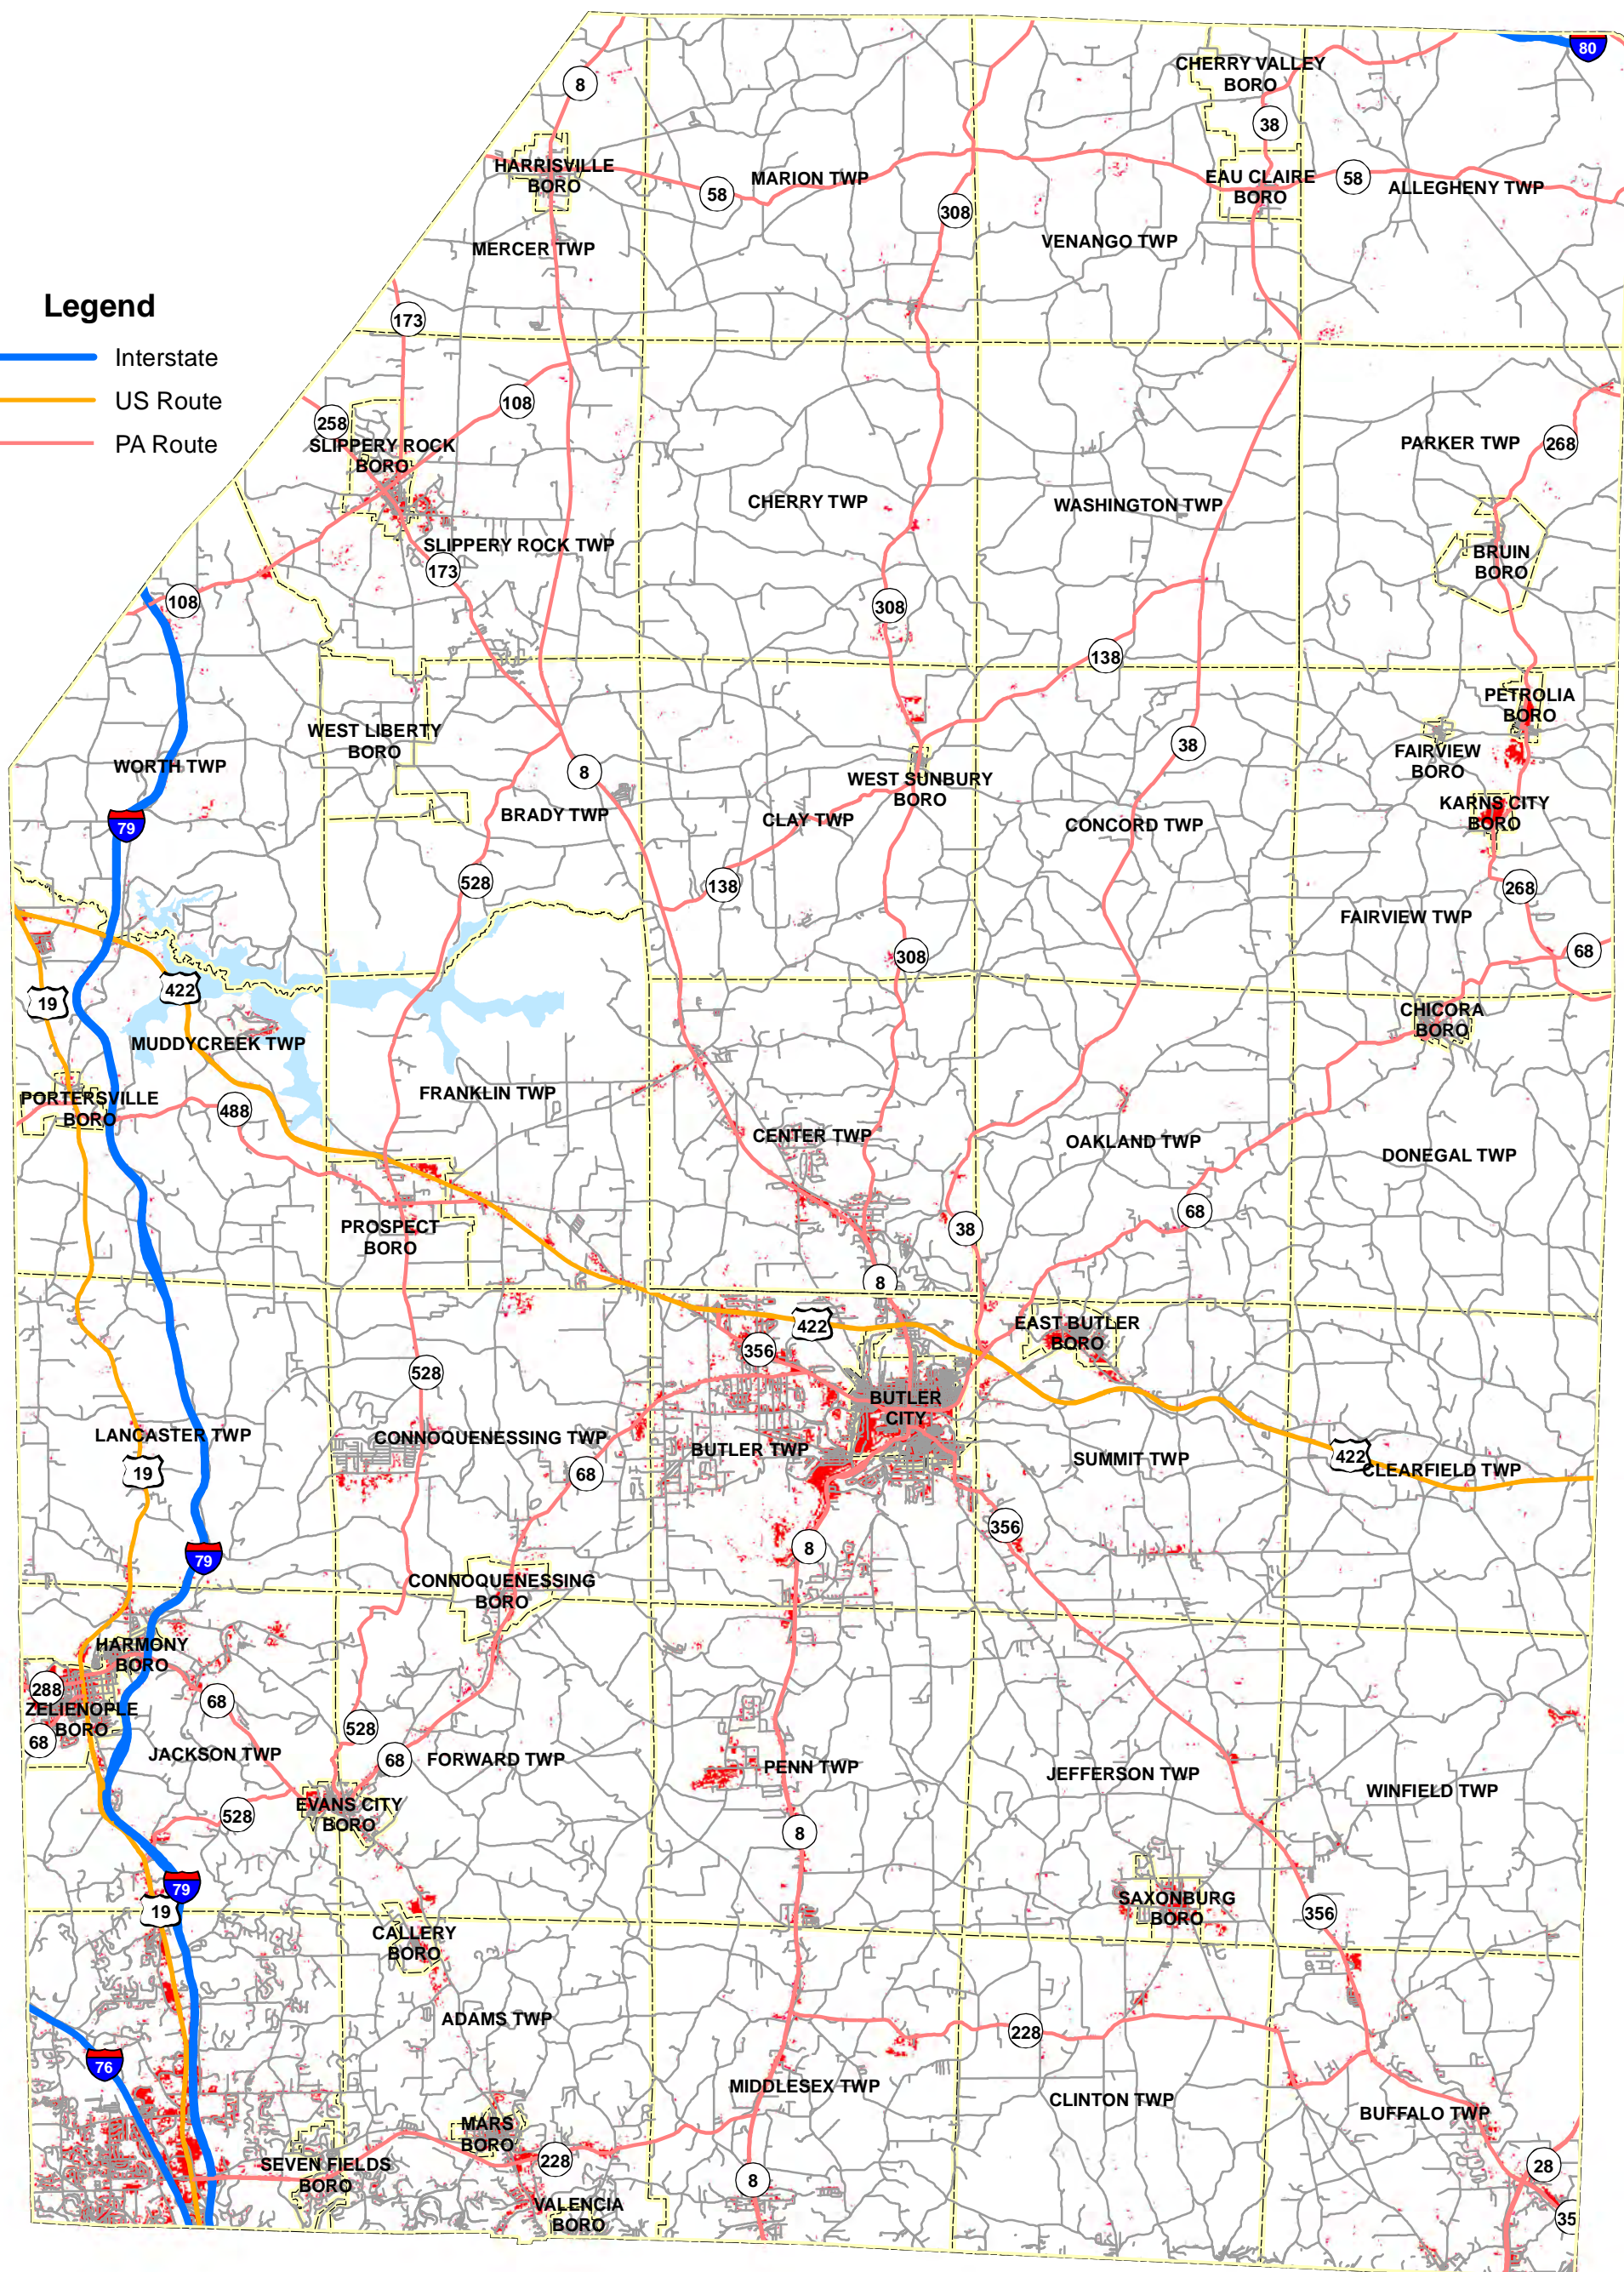 80
CHERRY VALLEY
BORO
8
38
HARRISVILLE
BORO
MARION TWP
58
EAU CLAIRE
BORO
58
ALLEGHENY TWP
308
MERCER TWP
VENANGO TWP
Legend
Interstate
US Route
PA Route
173
108
258
SLIPPERY ROCK
BORO
PARKER TWP
268
CHERRY TWP
WASHINGTON TWP
SLIPPERY ROCK TWP
173
BRUIN
BORO
108
308
138
PETROLIA
BORO
WEST LIBERTY
BORO
38
FAIRVIEW
BORO
WORTH TWP
8
WEST SUNBURY
BORO
KARNS CITY
BORO
79
BRADY TWP
CLAY TWP
CONCORD TWP
528
138
268
FAIRVIEW TWP
308
68
19
422
CHICORA
BORO
MUDDYCREEK TWP
PORTERSVILLE
BORO
488
FRANKLIN TWP
CENTER TWP
OAKLAND TWP
DONEGAL TWP
PROSPECT
BORO
38
68
8
422
EAST BUTLER
BORO
356
528
BUTLER
CITY
LANCASTER TWP
19
CONNOQUENESSING TWP
68
BUTLER TWP
SUMMIT TWP
422
CLEARFIELD TWP
356
8
79
CONNOQUENESSING
BORO
HARMONY
BORO
288
68
ZELIENOPLE
BORO
68
528
JACKSON TWP
68
FORWARD TWP
PENN TWP
JEFFERSON TWP
WINFIELD TWP
528
EVANS CITY
BORO
8
79
19
SAXONBURG
BORO
356
CALLERY
BORO
ADAMS TWP
228
76
MIDDLESEX TWP
CLINTON TWP
BUFFALO TWP
MARS
BORO
SEVEN FIELDS
BORO
228
8
28
VALENCIA
BORO
35